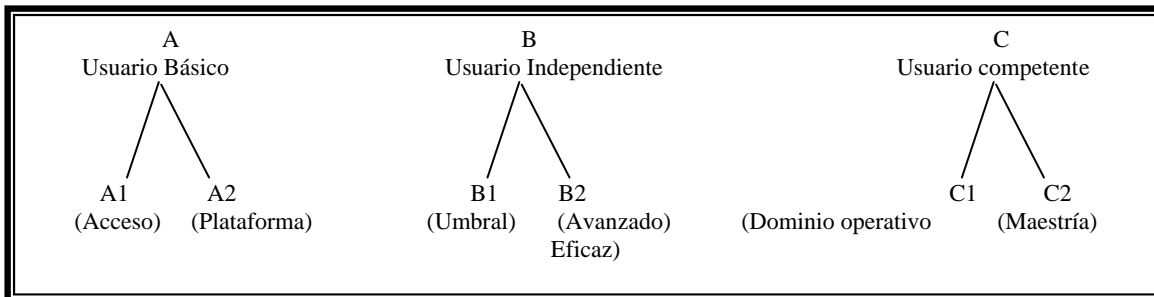 A B C
Usuario Básico Usuario Independiente Usuario competente
A1 A2 B1 B2 C1 C2
(Acceso) (Plataforma) (Umbral) (Avanzado) (Dominio operativo (Maestría)
Eficaz)